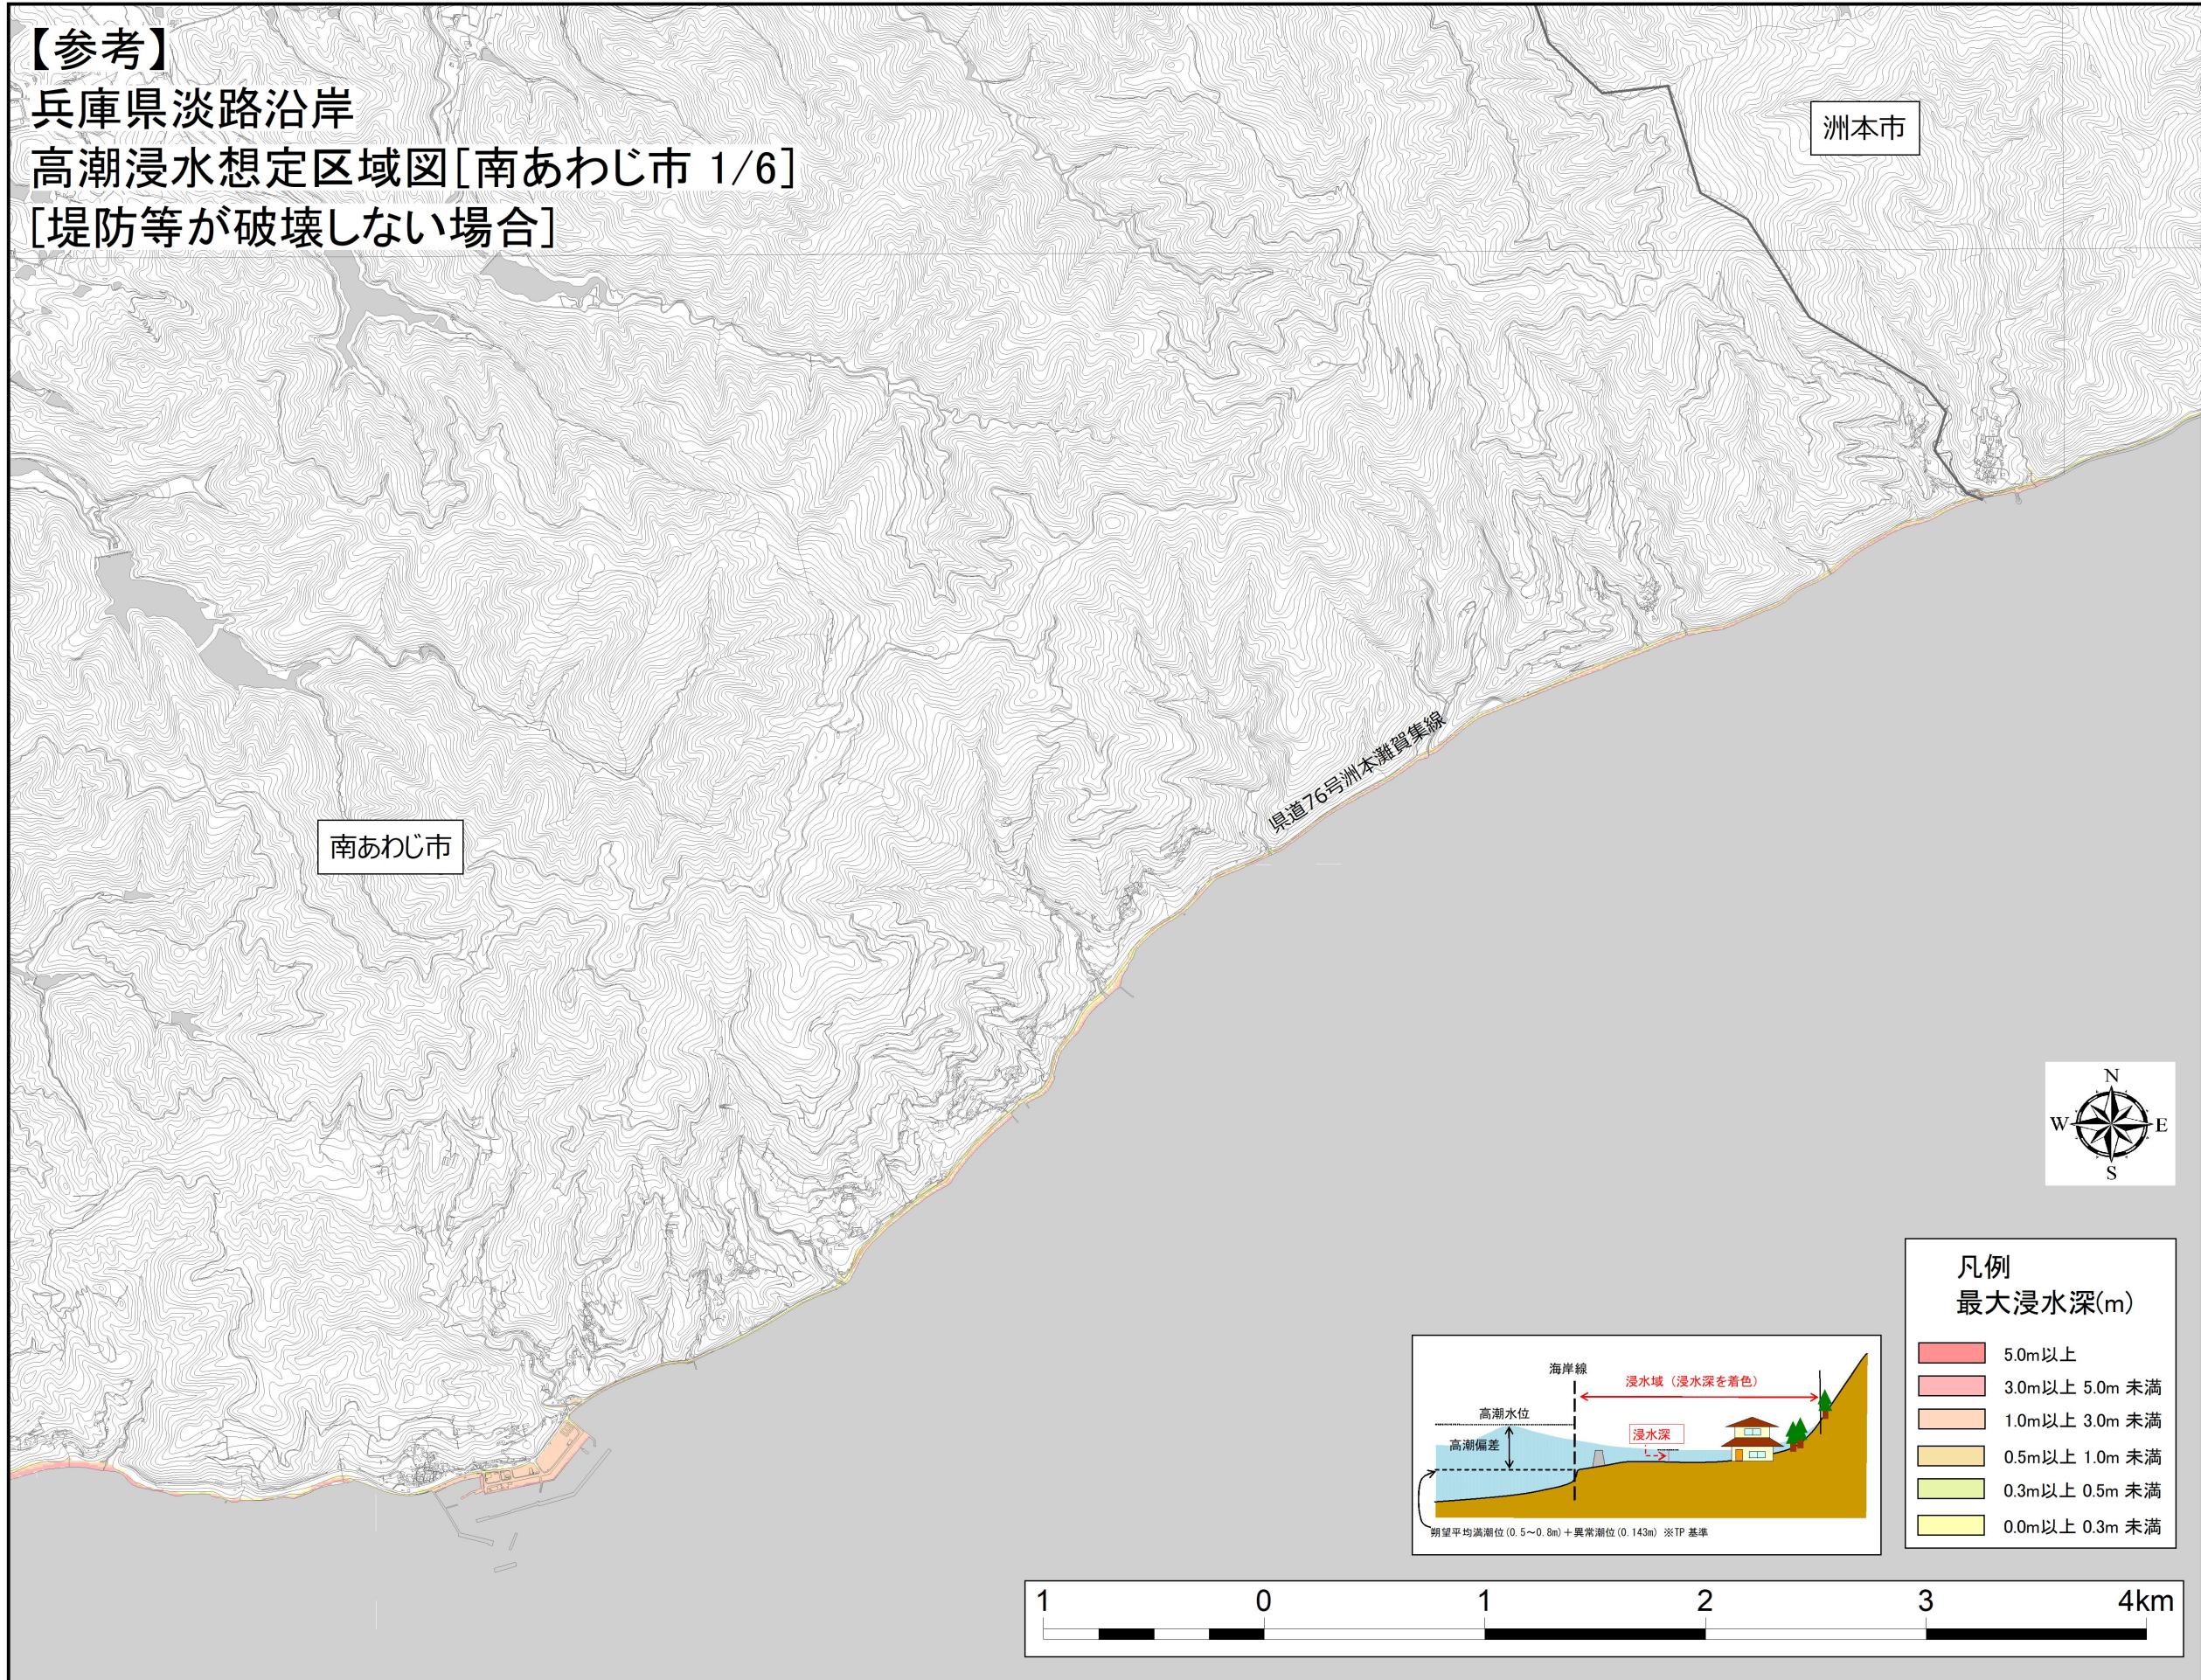 【参考】
兵庫県淡路沿岸
高潮浸水想定区域図[南あわじ市 1/6]
[堤防等が破壊しない場合]
洲本市
県道76号洲本灘賀集線
南あわじ市
N
W
E
S
凡例
最大浸水深(m)
5.0m以上
3.0m以上 5.0m 未満
1.0m以上 3.0m 未満
0.5m以上 1.0m 未満
0.3m以上 0.5m 未満
0.0m以上 0.3m 未満
海岸線
浸水域（浸水深を着色）
高潮水位
高潮偏差
浸水深
朔望平均満潮位(0.5～0.8m)＋異常潮位(0.143m) ※TP 基準
1 0 1 2 3 4km